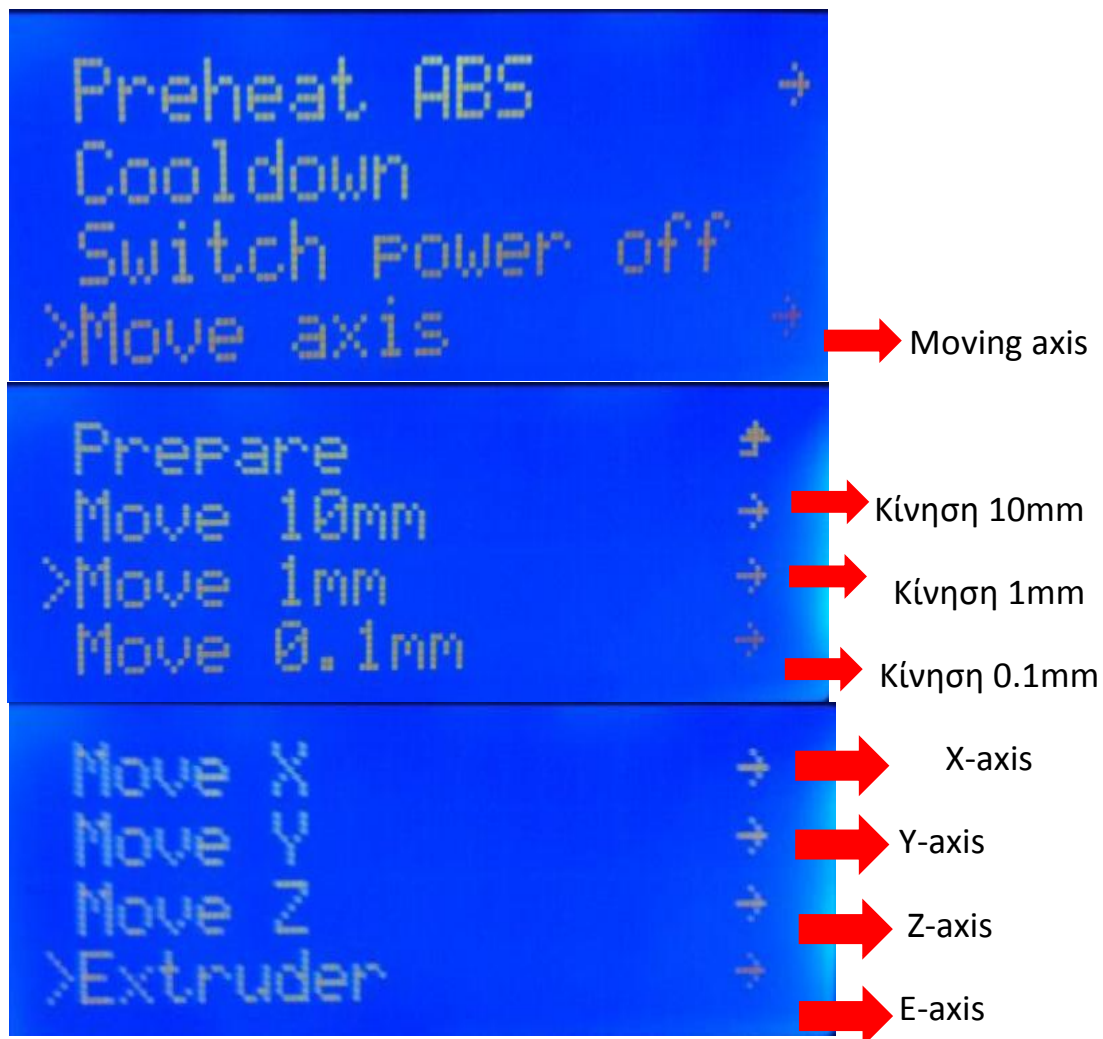 Preheat ABS →
Cooldown
Switch power off
>Move axis →
Moving axis
Prepare
Move 10mm →
Κίνηση 10mm
>Move 1mm →
Κίνηση 1mm
Move 0.1mm →
Κίνηση 0.1mm
Move X →
X-axis
Move Y →
Y-axis
Move Z →
Z-axis
>Extruder →
E-axis